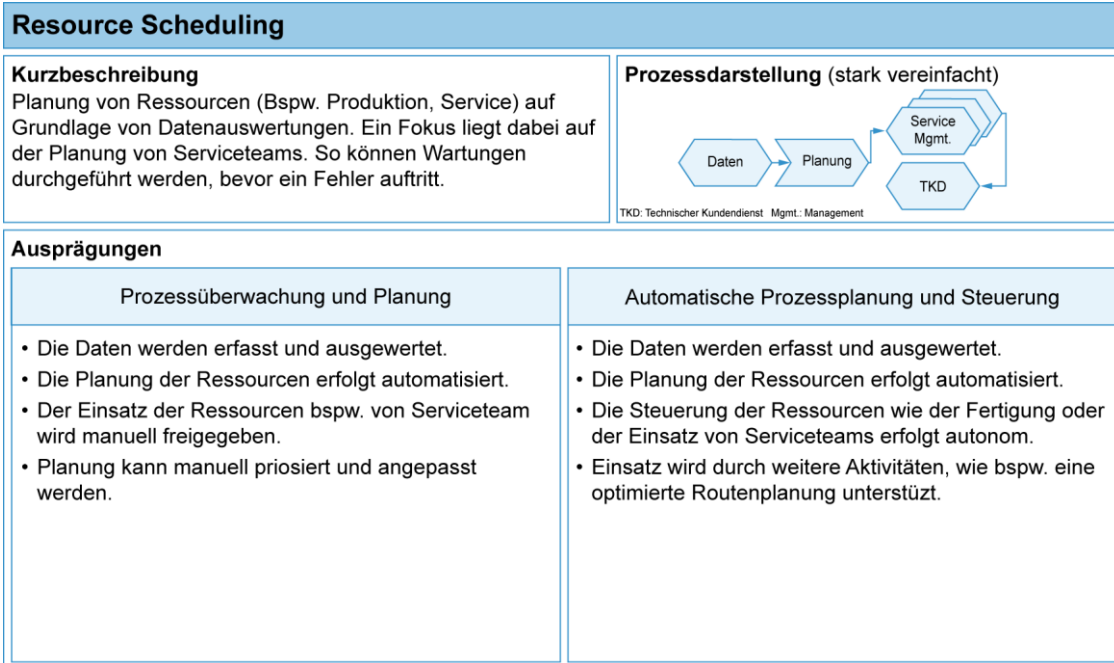 Resource Scheduling
Kurzbeschreibung
Planung von Ressourcen (Bspw. Produktion, Service) auf
Grundlage von Datenauswertungen. Ein Fokus liegt dabei auf
der Planung von Serviceteams. So können Wartungen
durchgeführt werden, bevor ein Fehler auftritt.
Prozessdarstellung (stark vereinfacht)
Daten
Planung
Service
Mgmt.
TKD
TKD: Technischer Kundendienst Mgmt.: Management
Ausprägungen
Prozessüberwachung und Planung
• Die Daten werden erfasst und ausgewertet.
• Die Planung der Ressourcen erfolgt automatisiert.
• Der Einsatz der Ressourcen bspw. von Serviceteam
wird manuell freigegeben.
• Planung kann manuell priosiert und angepasst
werden.
Automatische Prozessplanung und Steuerung
• Die Daten werden erfasst und ausgewertet.
• Die Planung der Ressourcen erfolgt automatisiert.
• Die Steuerung der Ressourcen wie der Fertigung oder
der Einsatz von Serviceteams erfolgt autonom.
• Einsatz wird durch weitere Aktivitäten, wie bspw. eine
optimierte Routenplanung unterstüzt.